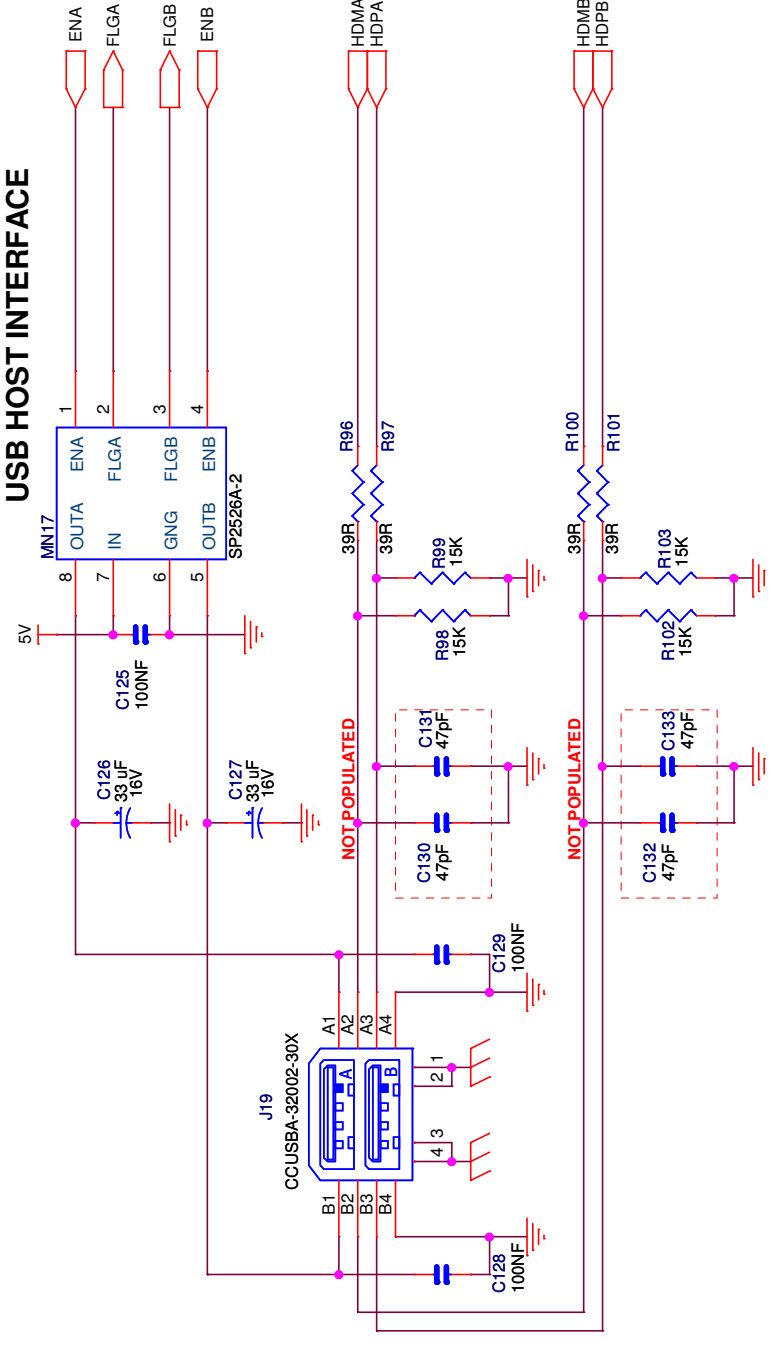 USB HOST INTERFACE
ENA
FLGA
FLGB
ENB
HDMA
HDPA
HDMB
HDPB
MN17
1
2
3
4
ENA
FLGA
FLGB
ENB
OUTA
IN
GNG
OUTB
8
7
6
5
SP2526A-2
5V
C125
100NF
C126
33 uF
16V
C127
33 uF
16V
R96
R97
39R
39R
R99
15K
R98
15K
R100
R101
39R
39R
R103
15K
R102
15K
NOT POPULATED
C131
47pF
C130
47pF
NOT POPULATED
C133
47pF
C132
47pF
C129
100NF
J19
CCUSBA-32002-30X
A1
A2
A3
A4
A
B
B1
B2
B3
B4
1
2
3
4
C128
100NF